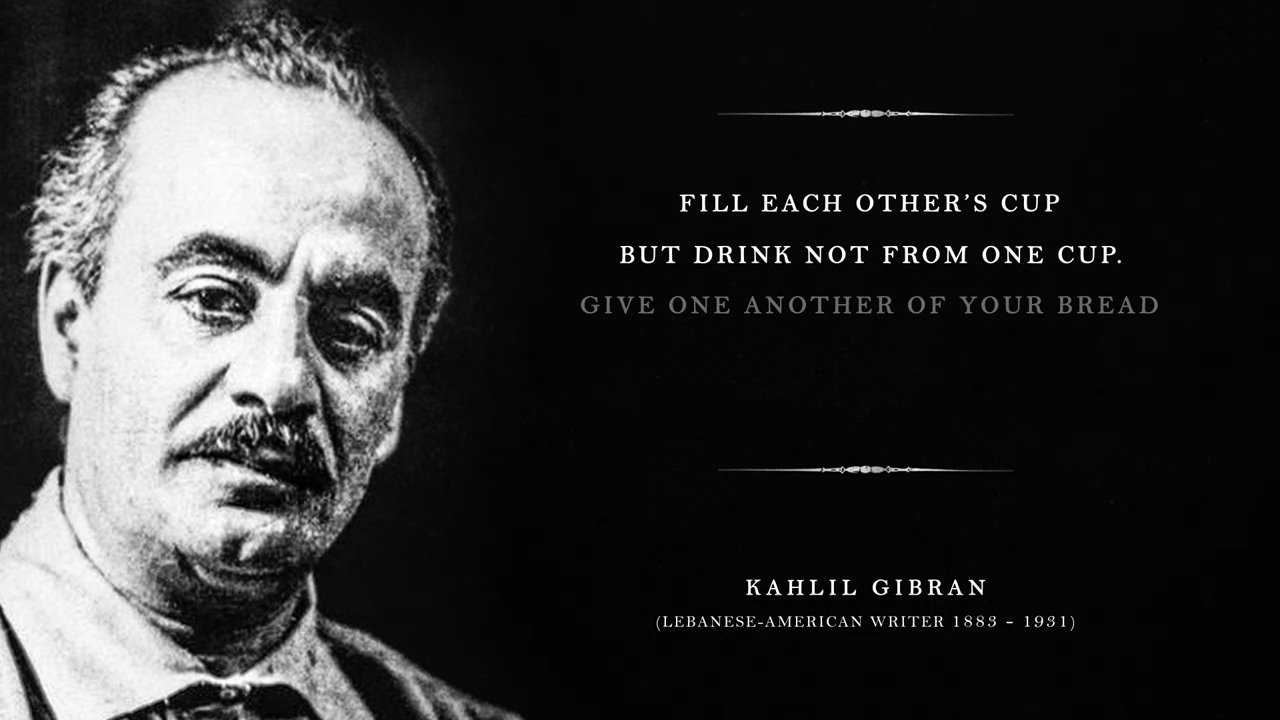 FILL EACH OTHER’S CUP
BUT DRINK NOT FROM ONE CUP.
GIVE ONE ANOTHER OF YOUR BREAD
KAHLIL GIBRAN
(LEBANESE-AMERICAN WRITER 1883 – 1931)